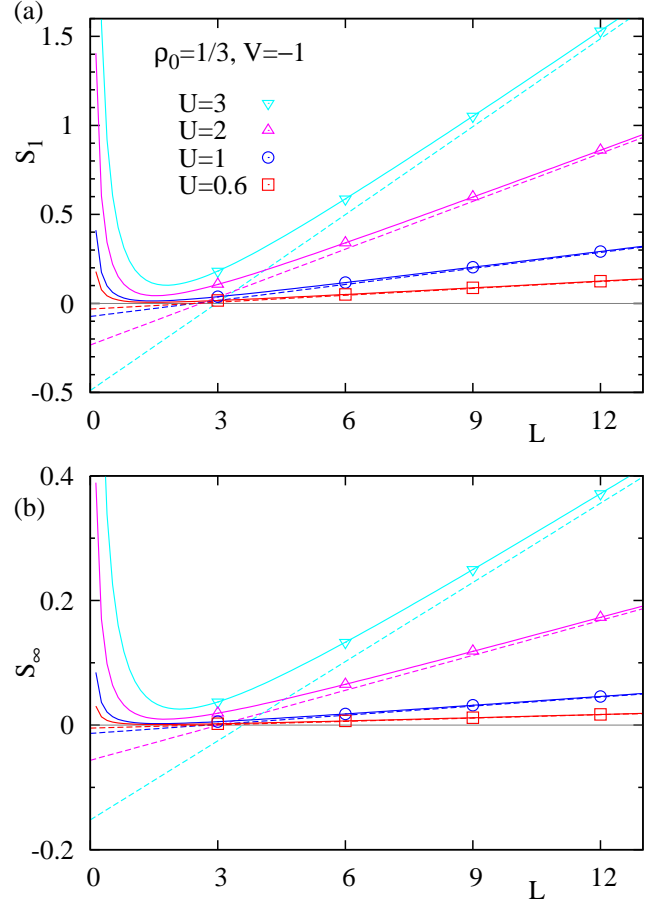 (a)
1.5
1
0.5
0
-0.5
S₁
ρ₀=1/3, V=−1
U=3
U=2
U=1
U=0.6
0 3 6 9 12
L
(b)
0.4
0.2
0
-0.2
S∞
0 3 6 9 12
L